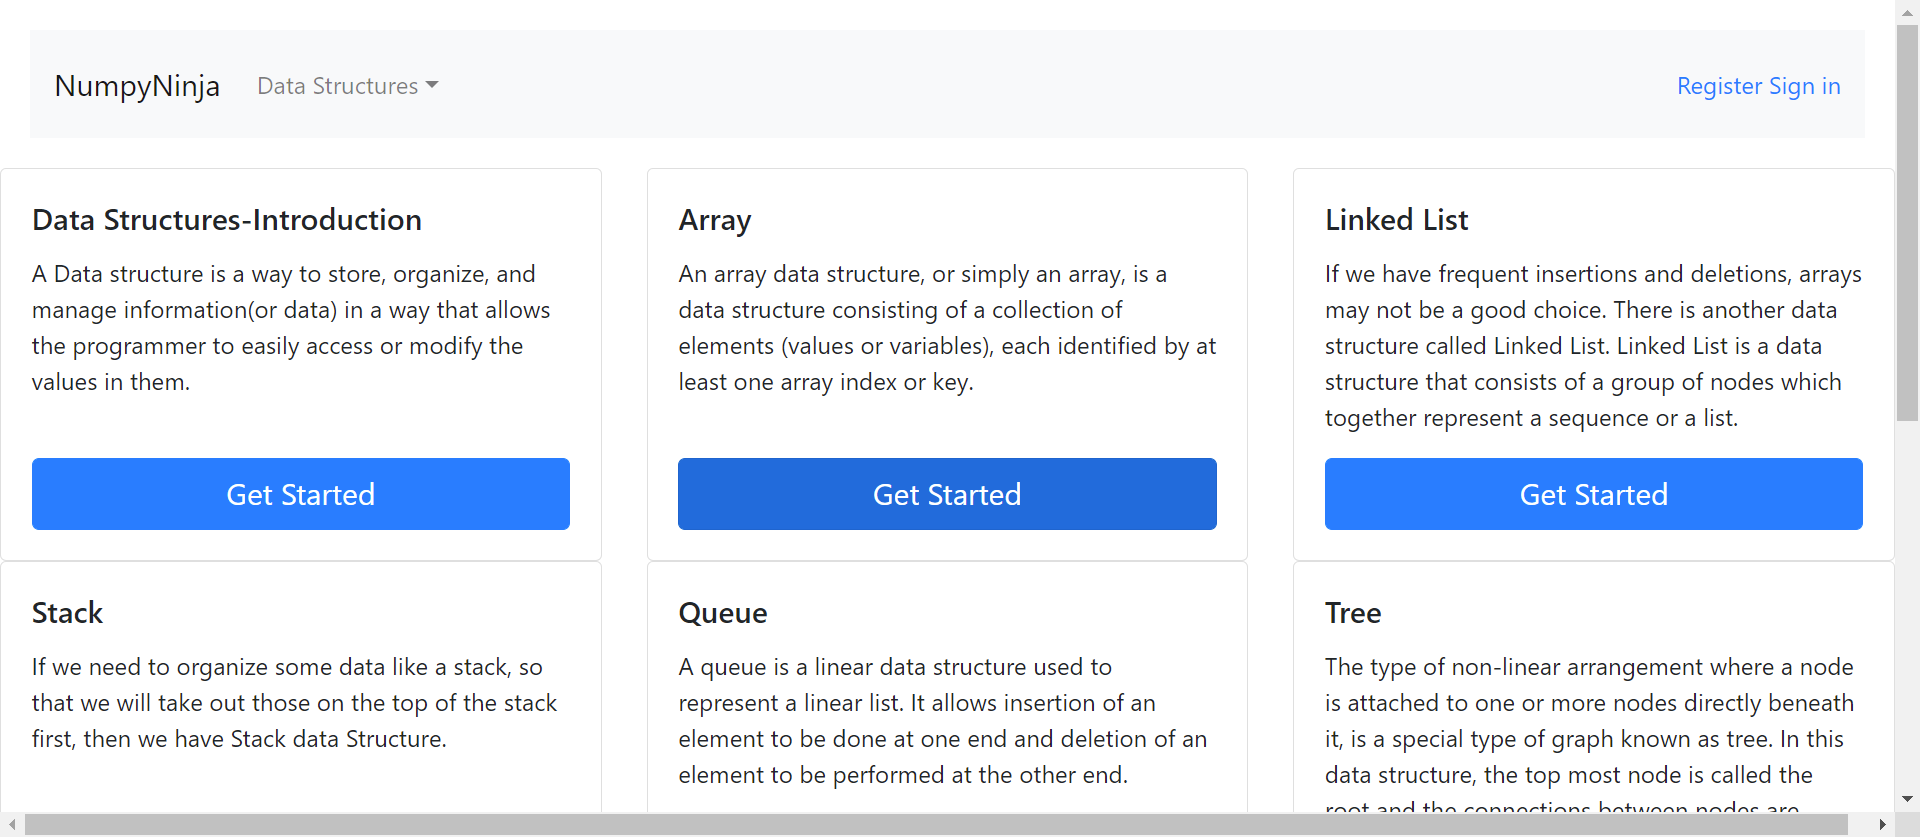 NumpyNinja
Data Structures
Register Sign in
Data Structures-Introduction
A Data structure is a way to store, organize, and
manage information(or data) in a way that allows
the programmer to easily access or modify the
values in them.
Get Started
Array
An array data structure, or simply an array, is a
data structure consisting of a collection of
elements (values or variables), each identified by at
least one array index or key.
Get Started
Linked List
If we have frequent insertions and deletions, arrays
may not be a good choice. There is another data
structure called Linked List. Linked List is a data
structure that consists of a group of nodes which
together represent a sequence or a list.
Get Started
Stack
If we need to organize some data like a stack, so
that we will take out those on the top of the stack
first, then we have Stack data Structure.
Queue
A queue is a linear data structure used to
represent a linear list. It allows insertion of an
element to be done at one end and deletion of an
element to be performed at the other end.
Tree
The type of non-linear arrangement where a node
is attached to one or more nodes directly beneath
it, is a special type of graph known as tree. In this
data structure, the top most node is called the
root and the connections between nodes are